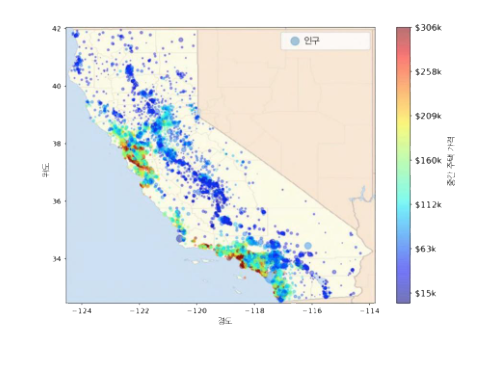 42
40
38
36
34
위도
인구
−124
−122
−120
−118
−116
−114
경도
$306k
$258k
$209k
$160k
$112k
$63k
$15k
중간 주택 가격